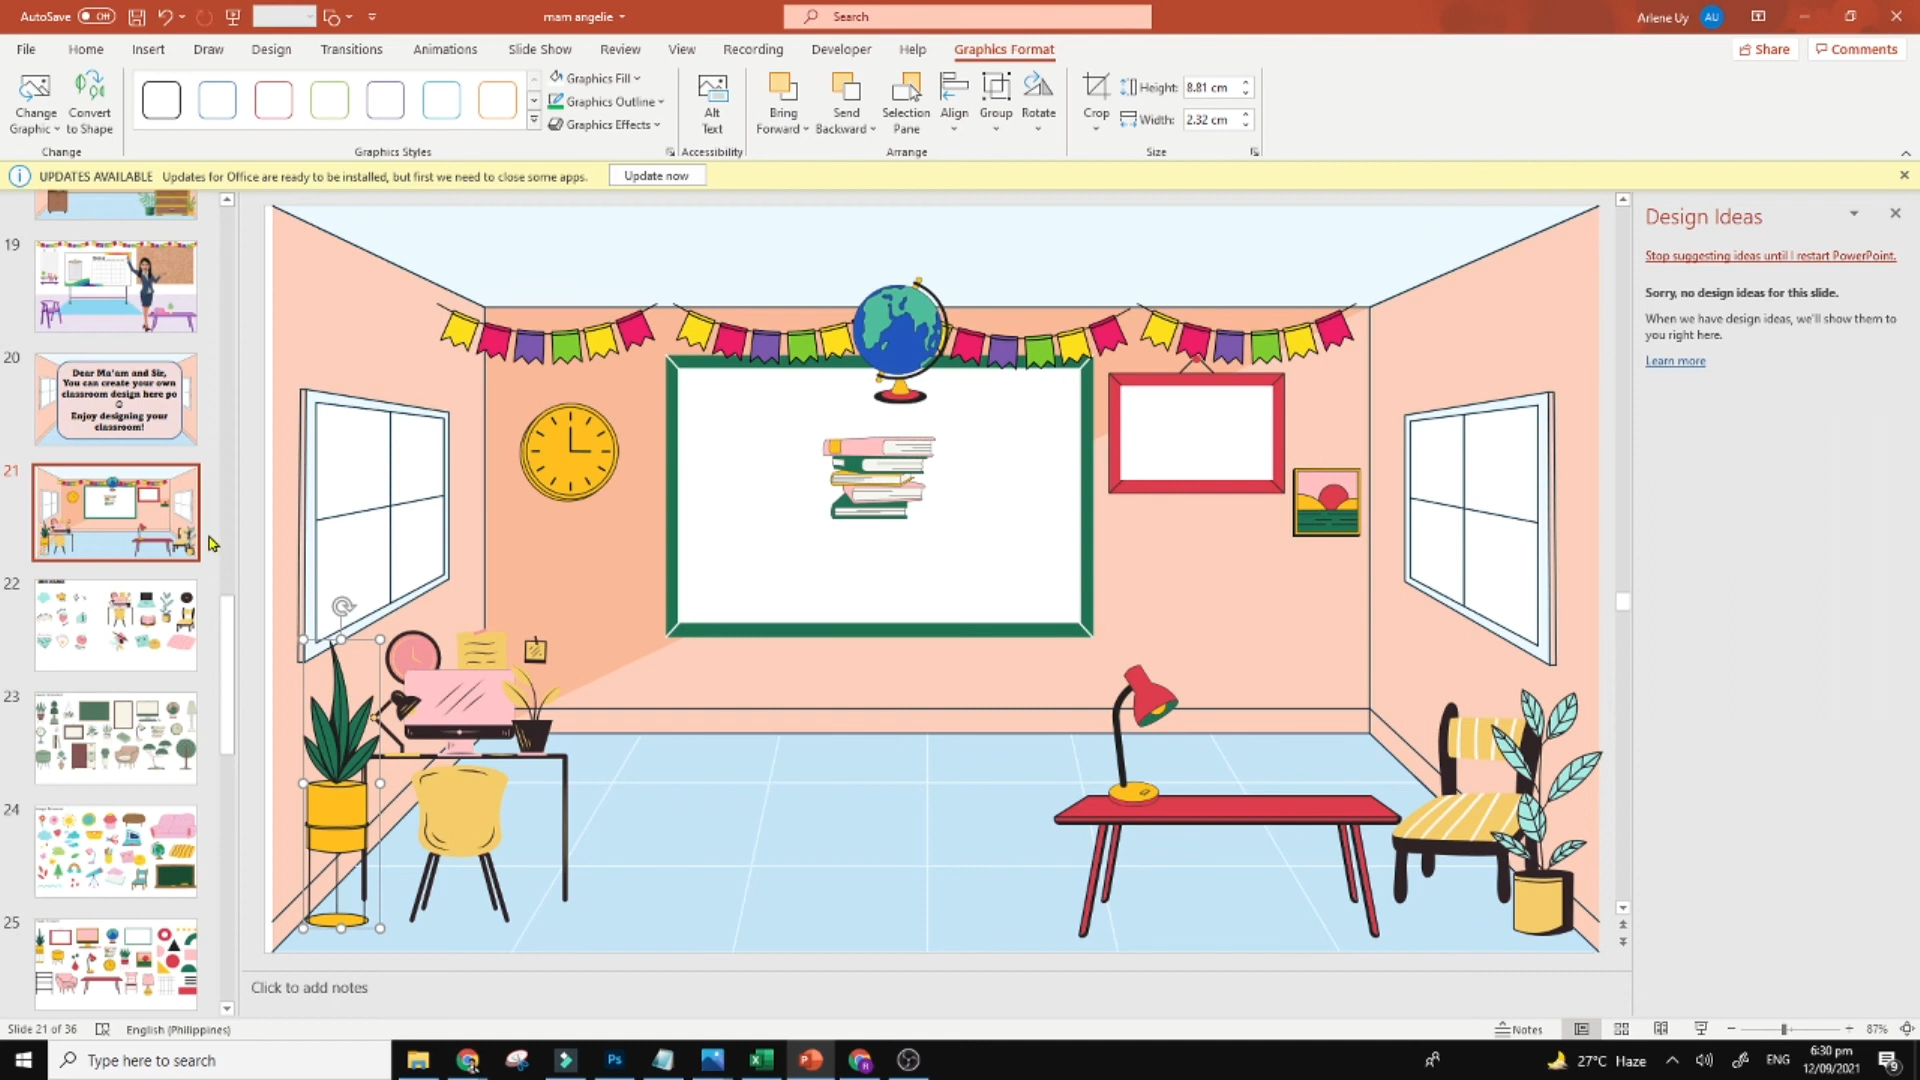 AutoSave Off
mam angelie
Search
Arlene Uy AU
File Home Insert Draw Design Transitions Animations Slide Show Review View Recording Developer Help Graphics Format
Share Comments
Change Graphic
Convert to Shape
Graphics Fill
Graphics Outline
Graphics Effects
Alt Text
Bring Forward
Send Backward
Selection Pane
Align
Group
Rotate
Crop
Height: 8.81 cm
Width: 2.32 cm
Change
Graphics Styles
Accessibility
Arrange
Size
UPDATES AVAILABLE Updates for Office are ready to be installed, but first we need to close some apps. Update now
19
20
Dear Ma'am and Sir,
You can create your own
classroom design here po
Enjoy designing your
classroom!
21
22
23
24
25
Design Ideas
Stop suggesting ideas until I restart PowerPoint.
Sorry, no design ideas for this slide.
When we have design ideas, we'll show them to
you right here.
Learn more
Click to add notes
Slide 21 of 36 English (Philippines)
Notes
87%
Type here to search
Ps
27°C Haze
ENG
6:30 pm
12/09/2021
9